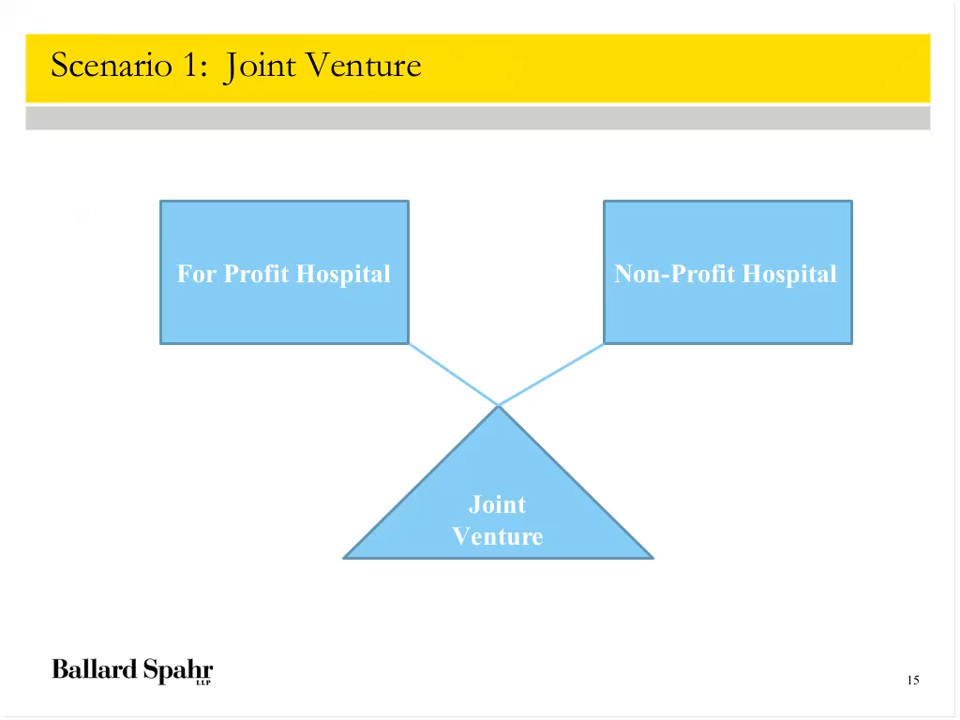 Scenario 1: Joint Venture
For Profit Hospital
Non-Profit Hospital
Joint
Venture
Ballard Spahr
LLP
15